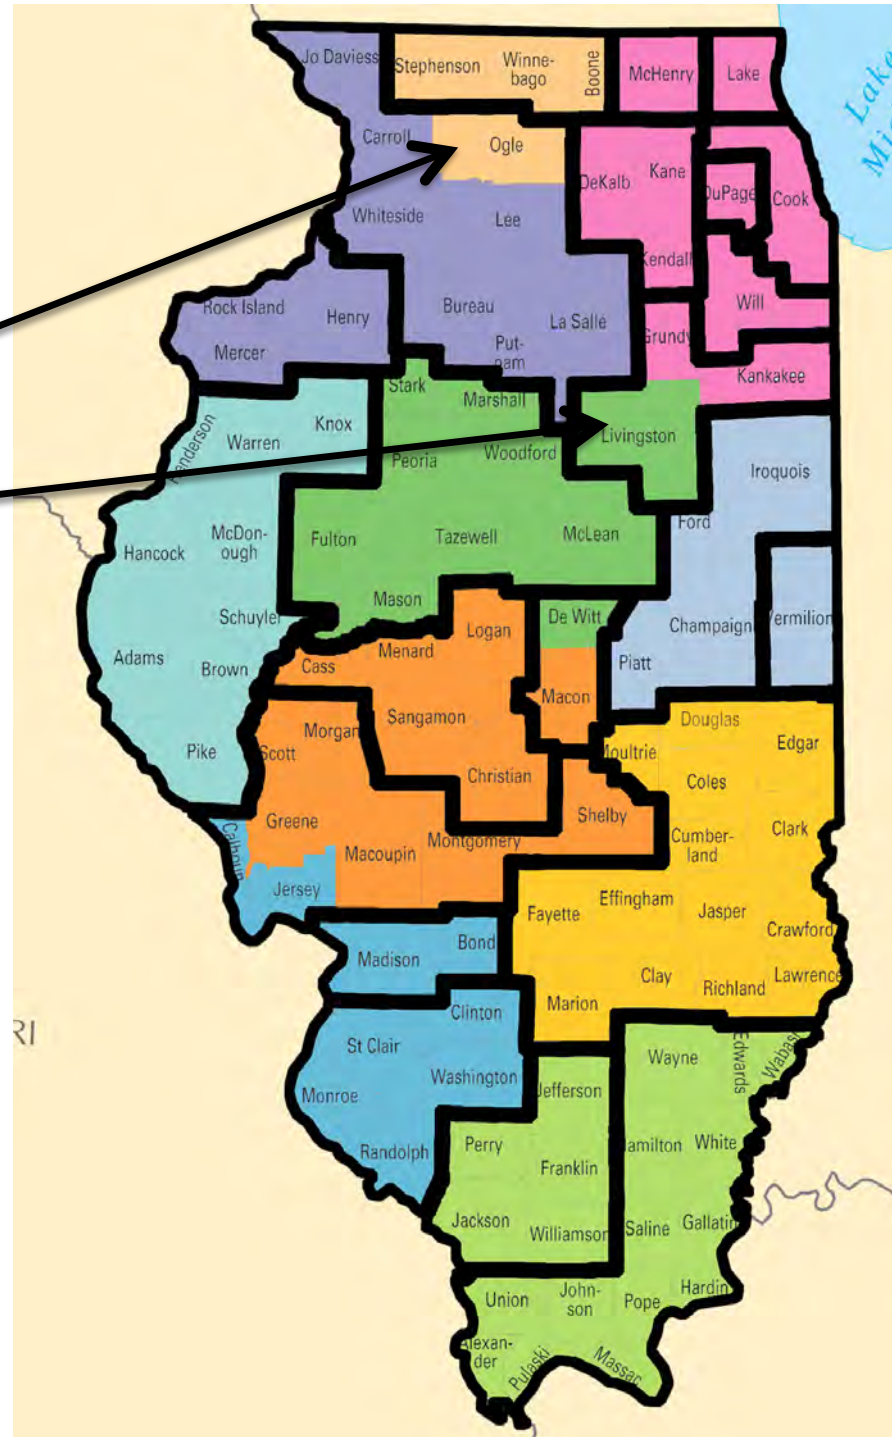 Jo Daviess
Stephenson
Winne-
bago
Boone
McHenry
Lake
Lake
Mi
Carroll
Ogle
DeKalb
Kane
DuPage
Cook
Whiteside
Lee
Kendall
Rock Island
Henry
Bureau
La Salle
Will
Mercer
Put-
nam
Grundy
Kankakee
Stark
Marshall
Henderson
Warren
Knox
Livingston
Peoria
Woodford
Iroquois
Hancock
McDon-
ough
Fulton
Tazewell
McLean
Ford
Schuyler
Mason
De Witt
Champaign
Vermilion
Adams
Brown
Cass
Menard
Logan
Piatt
Macon
Pike
Scott
Morgan
Sangamon
Christian
Moultrie
Douglas
Edgar
Coles
Calhoun
Greene
Macoupin
Montgomery
Shelby
Cumber-
land
Clark
Jersey
Fayette
Effingham
Jasper
Crawford
Madison
Bond
Clay
Richland
Lawrence
Marion
RI
St Clair
Clinton
Wayne
Edwards
Wabash
Monroe
Washington
Jefferson
Randolph
Perry
Franklin
amilton
White
Jackson
Williamson
Saline
Gallatin
Union
John-
son
Pope
Hardin
Alexan-
der
Pulaski
Massac